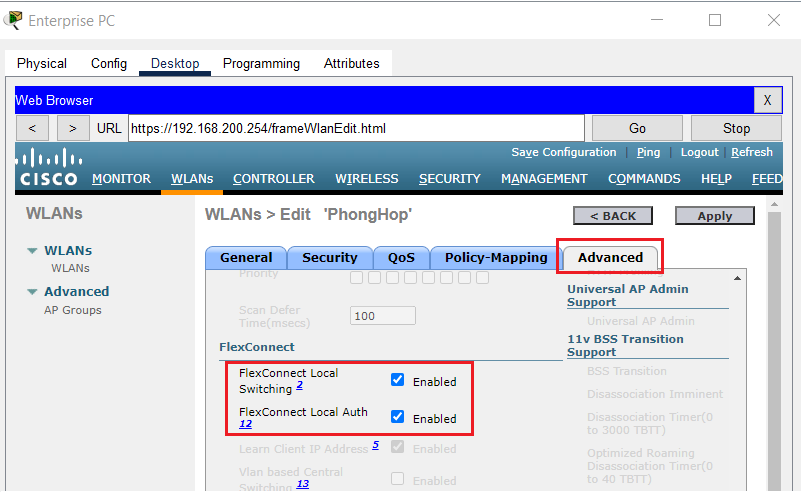 Enterprise PC
Physical Config Desktop Programming Attributes
Web Browser X
< > URL https://192.168.200.254/frameWlanEdit.html Go Stop
Save Configuration | Ping | Logout | Refresh
CISCO MONITOR WLANs CONTROLLER WIRELESS SECURITY MANAGEMENT COMMANDS HELP FEED
WLANs
WLANs
WLANs
Advanced
AP Groups
WLANs > Edit 'PhongHop' < BACK Apply
General Security QoS Policy-Mapping Advanced
Priority
Scan Defer
Time(msecs) 100
FlexConnect
FlexConnect Local
Switching 2 Enabled
FlexConnect Local Auth
12 Enabled
Learn Client IP Address 5 Enabled
Vlan based Central
Switching 13 Enabled
Universal AP Admin
Support
Universal AP Admin
11v BSS Transition
Support
BSS Transition
Disassociation Imminent
Disassociation Timer(0
to 3000 TBTT)
Optimized Roaming
Disassociation Timer(0
to 40 TBTT)